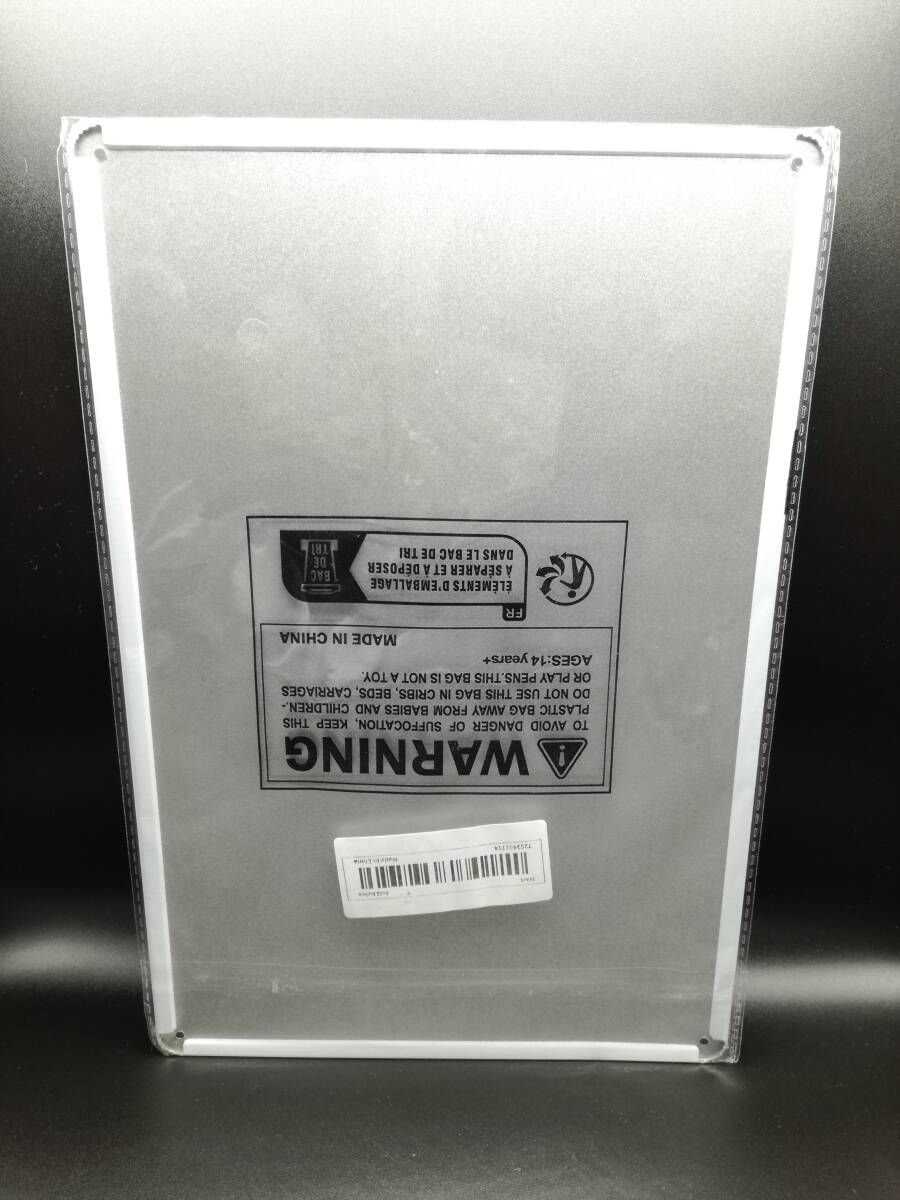 WARNING
TO AVOID DANGER OF SUFFOCATION, KEEP THIS
PLASTIC BAG AWAY FROM BABIES AND CHILDREN.
DO NOT USE THIS BAG IN CRIBS, BEDS, CARRIAGES
OR PLAY PENS.THIS BAG IS NOT A TOY.
AGES:14 years+
MADE IN CHINA
FR
ÉLÉMENTS D'EMBALLAGE
À SÉPARER ET À DÉPOSER
DANS LE BAC DE TRI
BAC
DE
TRI
Made In China